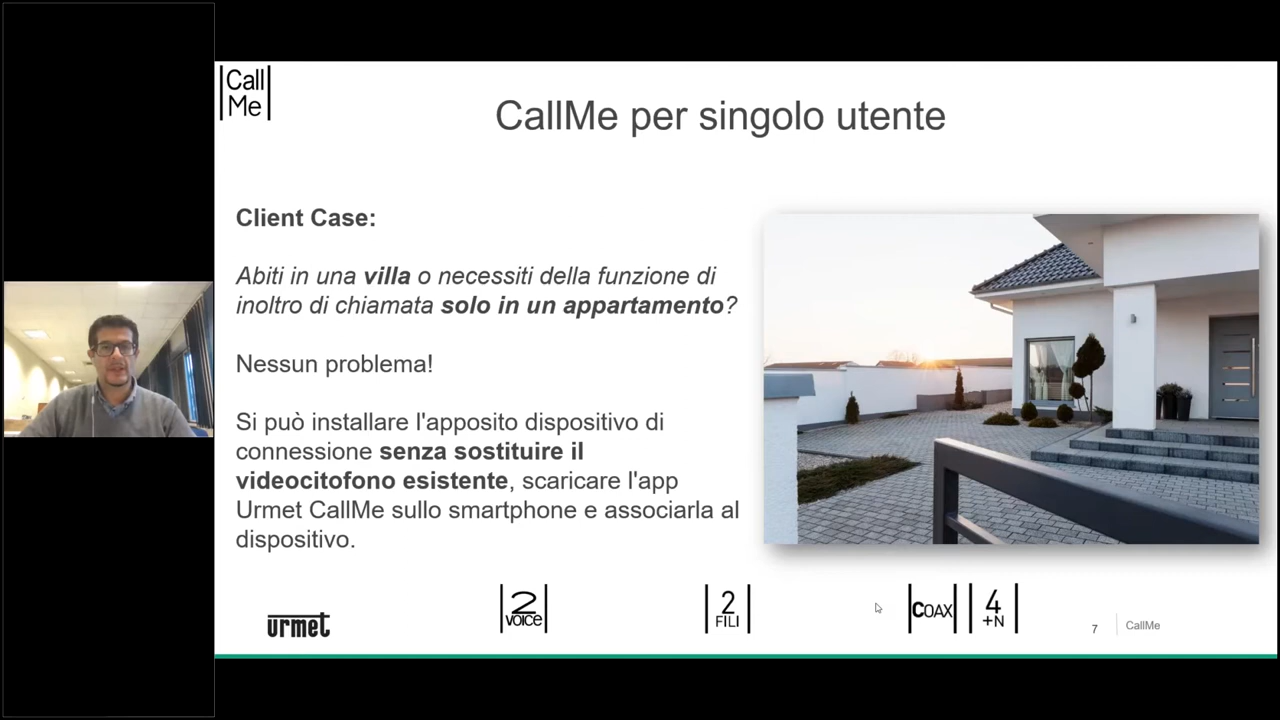 Call
Me
CallMe per singolo utente
Client Case:
Abiti in una villa o necessiti della funzione di
inoltro di chiamata solo in un appartamento?
Nessun problema!
Si può installare l'apposito dispositivo di
connessione senza sostituire il
videocitofono esistente, scaricare l'app
Urmet CallMe sullo smartphone e associarla al
dispositivo.
urmet
2
VOICE
2
FILI
COAX
4
+N
7
CallMe